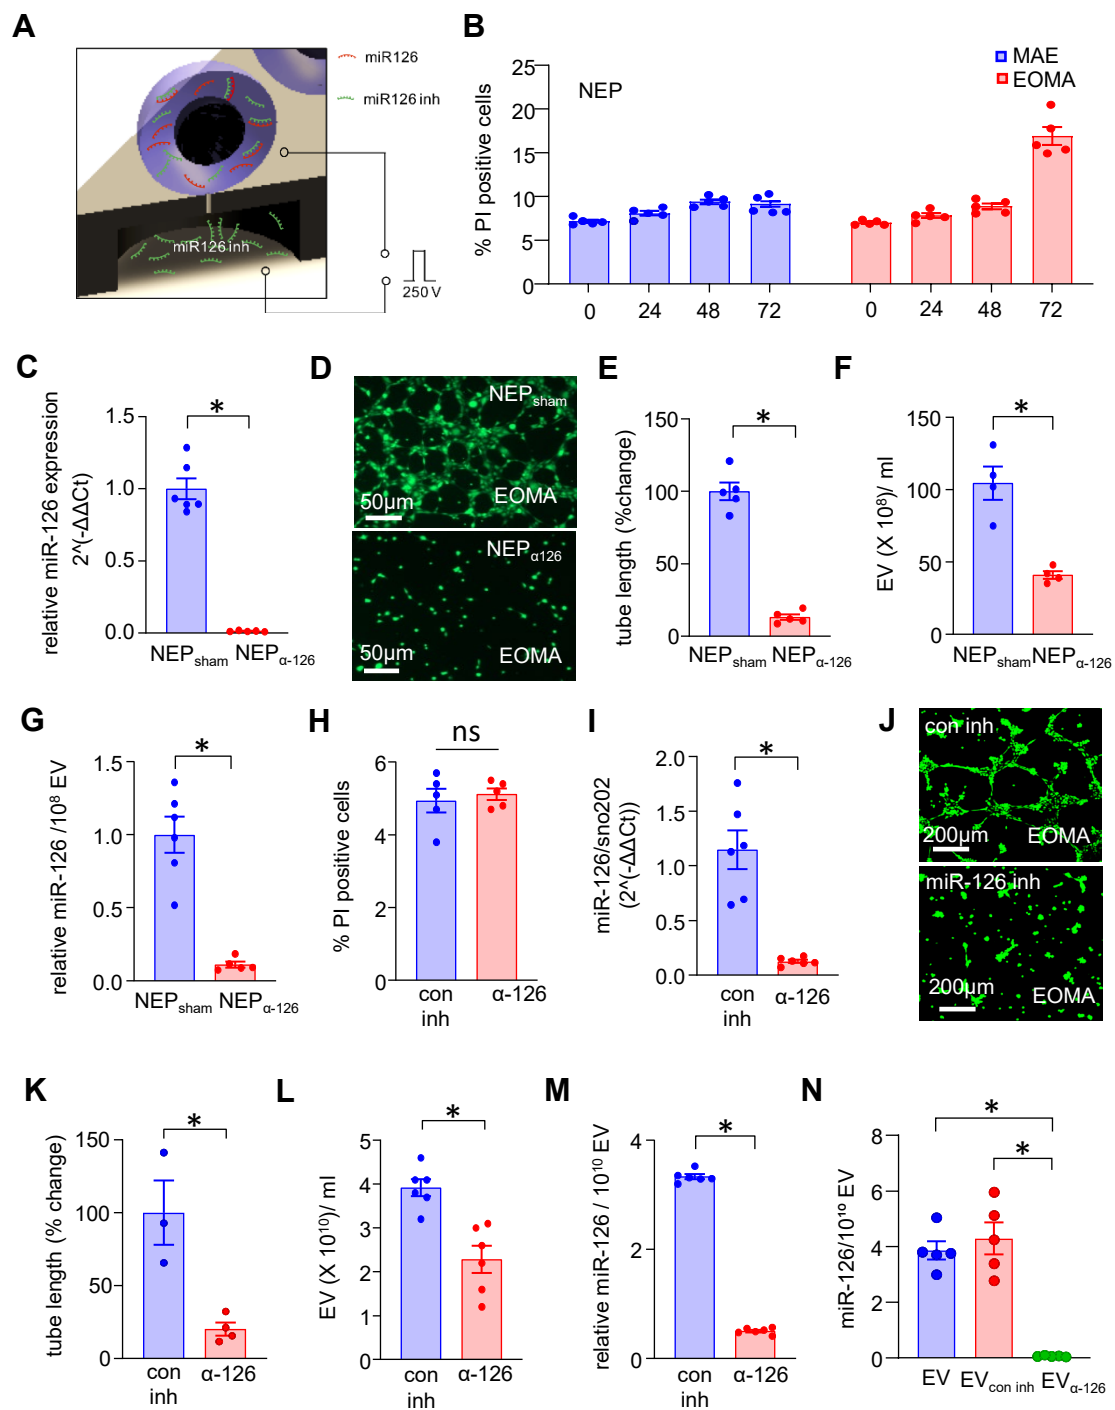 A
miR126
miR126 inh
miR126 inh
250 V
B
MAE
EOMA
NEP
% PI positive cells
25
20
15
10
5
0
0 24 48 72 0 24 48 72
C
relative miR-126 expression
2^(-ΔΔCt)
1.5
1.0
0.5
0.0
*
NEPsham NEPα-126
D
NEPsham
EOMA
50µm
NEPα126
EOMA
50µm
E
tube length (%change)
150
100
50
0
*
NEPsham NEPα-126
F
EV (X 10⁸)/ ml
150
100
50
0
*
NEPsham NEPα-126
G
relative miR-126 /10⁸ EV
1.5
1.0
0.5
0.0
*
NEPsham NEPα-126
H
% PI positive cells
6
4
2
0
ns
con
inh
α-126
I
miR-126/sno202
(2^(-ΔΔCt))
2.0
1.5
1.0
0.5
0.0
*
con
inh
α-126
J
con inh
200µm
EOMA
miR-126 inh
200µm
EOMA
K
tube length (% change)
150
100
50
0
*
con
inh
α-126
L
EV (X 10¹⁰)/ ml
5
4
3
2
1
0
*
con
inh
α-126
M
relative miR-126 / 10¹⁰ EV
4
2
0
*
con
inh
α-126
N
miR-126/10¹⁰ EV
8
6
4
2
0
*
*
EV EVcon inh EVα-126